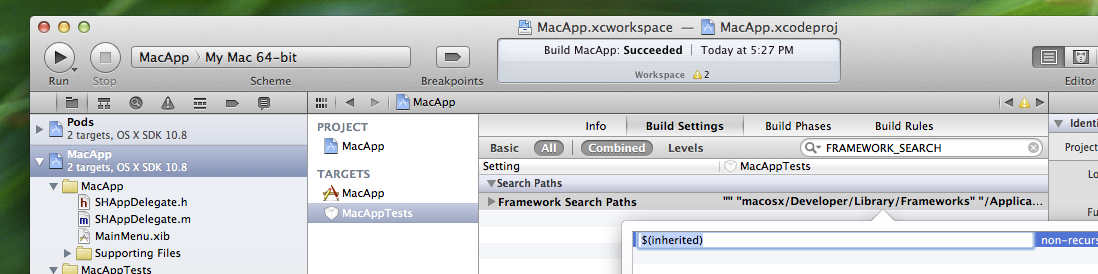 MacApp.xcworkspace — MacApp.xcodeproj
Run
Stop
MacApp 〉My Mac 64-bit
Scheme
Breakpoints
Build MacApp: Succeeded | Today at 5:27 PM
Workspace 2
Editor
MacApp
Pods
2 targets, OS X SDK 10.8
MacApp
2 targets, OS X SDK 10.8
MacApp
SHAppDelegate.h
SHAppDelegate.m
MainMenu.xib
Supporting Files
MacAppTests
PROJECT
MacApp
TARGETS
MacApp
MacAppTests
Info Build Settings Build Phases Build Rules
Basic All Combined Levels FRAMEWORK_SEARCH
Setting MacAppTests
Search Paths
Framework Search Paths "" "macosx/Developer/Library/Frameworks" "/Applica...
$(inherited) non-recurs
Identi
Project
Lo
Fu